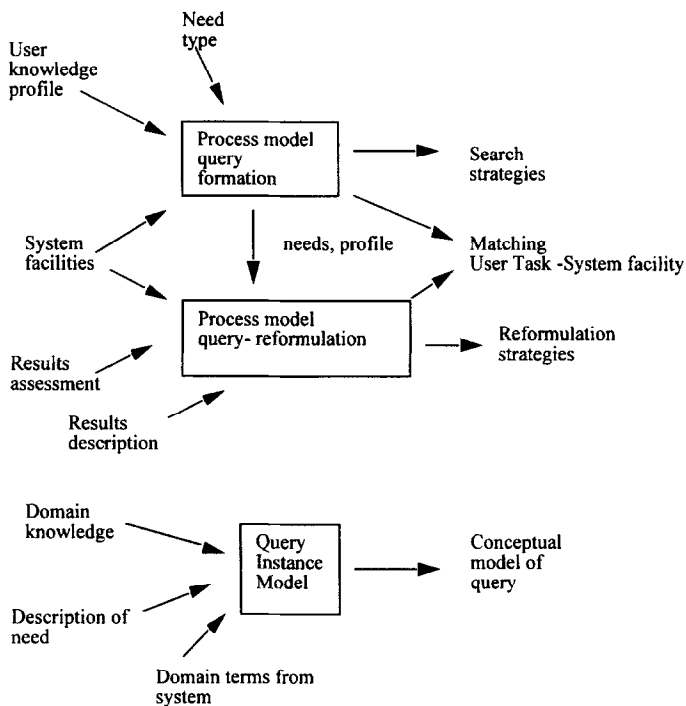 Need
type
User
knowledge
profile
Process model
query
formation
Search
strategies
System
facilities
needs, profile
Matching
User Task -System facility
Process model
query- reformulation
Reformulation
strategies
Results
assessment
Results
description
Domain
knowledge
Query
Instance
Model
Conceptual
model of
query
Description of
need
Domain terms from
system